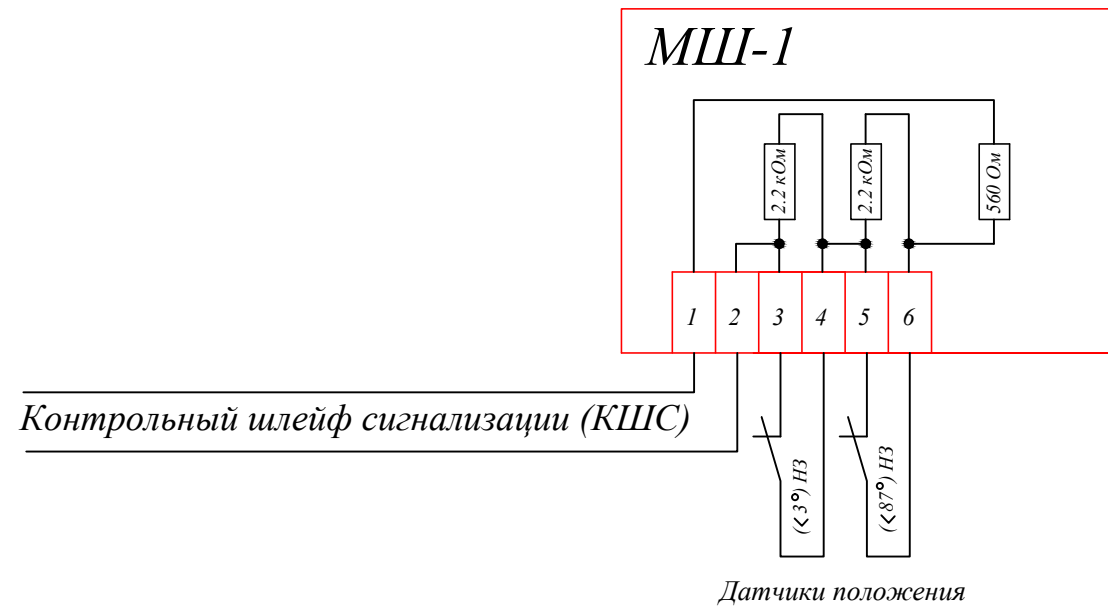 МШ-1
2.2 кОм
2.2 кОм
560 Ом
1 2 3 4 5 6
Контрольный шлейф сигнализации (КШС)
(<3°) НЗ
(<87°) НЗ
Датчики положения